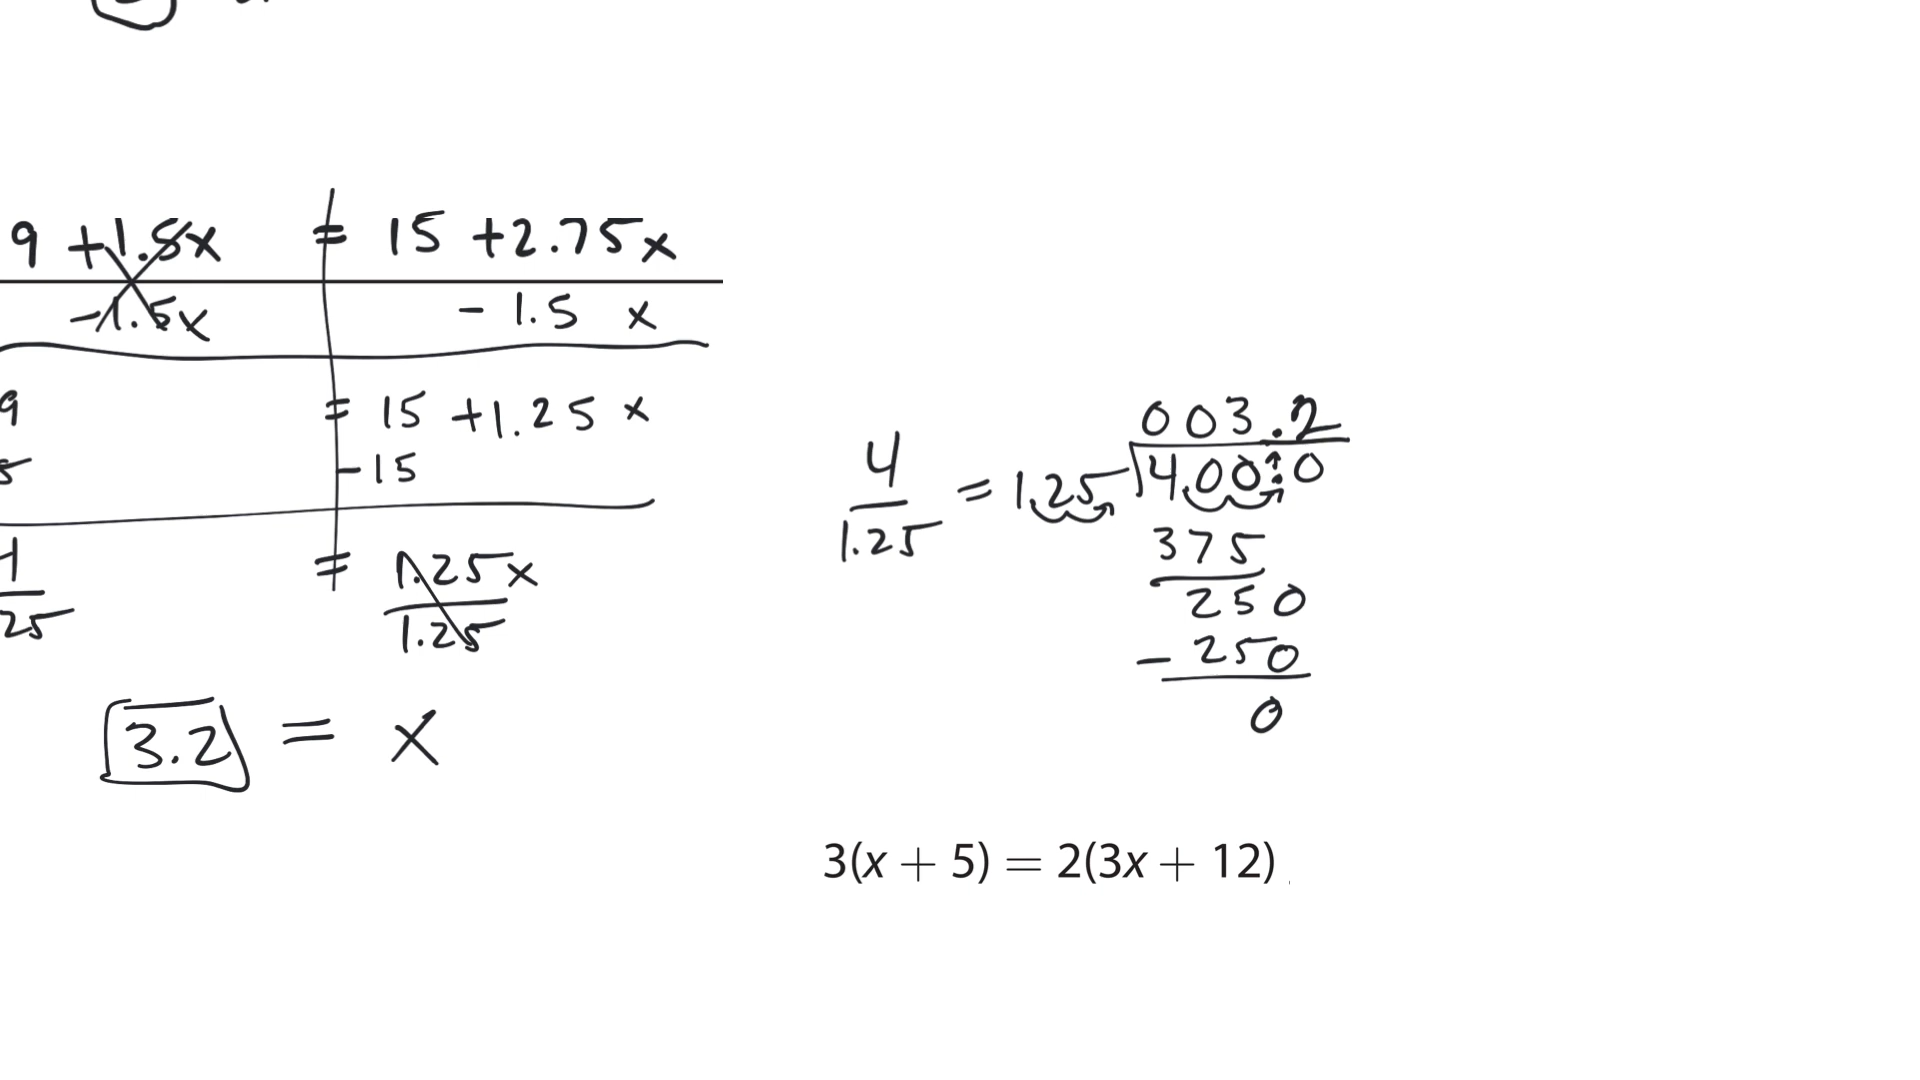 9 + 1.5x = 15 + 2.75x
- 1.5x - 1.5 x
9 = 15 + 1.25 x
- 15
= 1.25x
25 1.25
3.2 = x
003.2
4 = 1.25 4.00.0
1.25
375
250
- 250
0
3(x + 5) = 2(3x + 12)